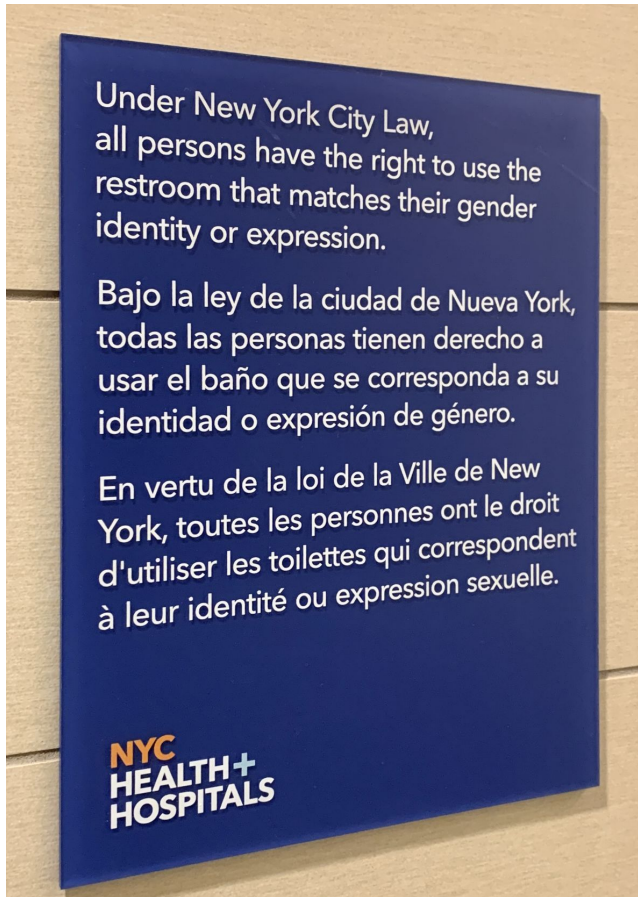 Under New York City Law,
all persons have the right to use the
restroom that matches their gender
identity or expression.
Bajo la ley de la ciudad de Nueva York,
todas las personas tienen derecho a
usar el baño que se corresponda a su
identidad o expresión de género.
En vertu de la loi de la Ville de New
York, toutes les personnes ont le droit
d'utiliser les toilettes qui correspondent
à leur identité ou expression sexuelle.
NYC
HEALTH+
HOSPITALS